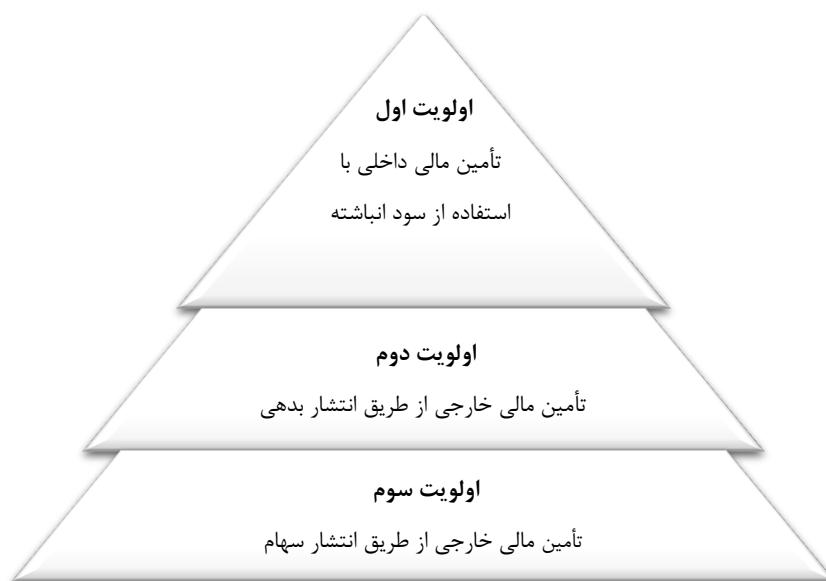 اولویت اول
تأمین مالی داخلی با
استفاده از سود انباشته
اولویت دوم
تأمین مالی خارجی از طریق انتشار بدهی
اولویت سوم
تأمین مالی خارجی از طریق انتشار سهام